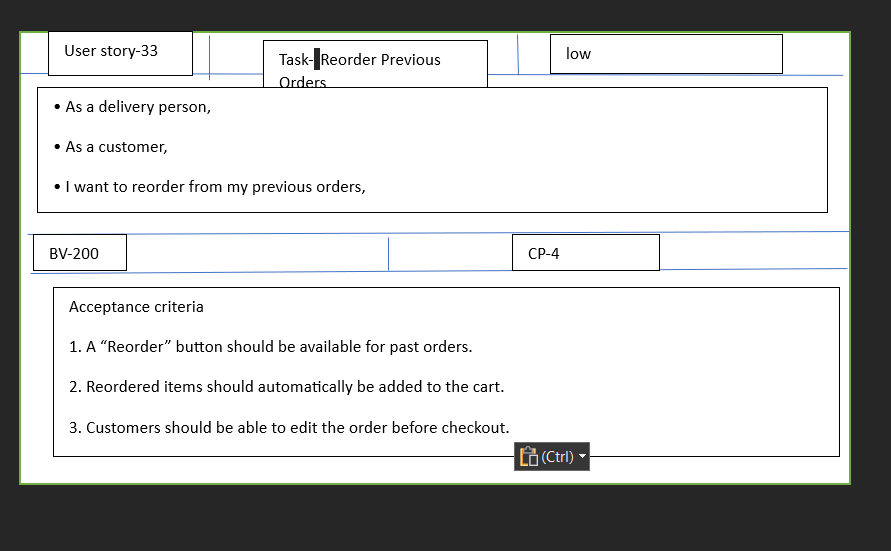 User story-33
Task- Reorder Previous
Orders
low
• As a delivery person,
• As a customer,
• I want to reorder from my previous orders,
BV-200
CP-4
Acceptance criteria
1. A “Reorder” button should be available for past orders.
2. Reordered items should automatically be added to the cart.
3. Customers should be able to edit the order before checkout.
(Ctrl)